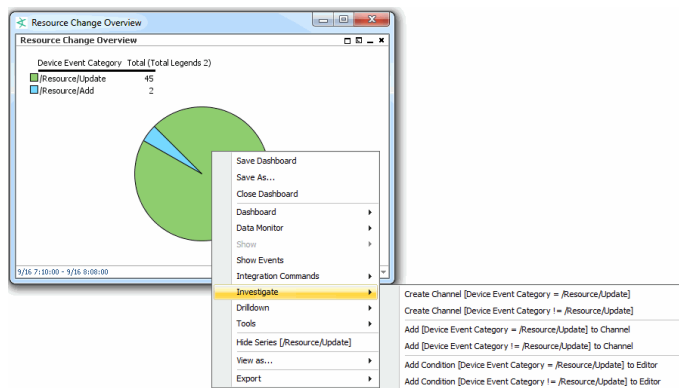 Resource Change Overview
Resource Change Overview
Device Event Category Total (Total Legends 2)
/Resource/Update 45
/Resource/Add 2
Save Dashboard
Save As...
Close Dashboard
Dashboard
Data Monitor
Show
Show Events
9/16 7:10:00 - 9/16 8:08:00
Integration Commands
Investigate
Create Channel [Device Event Category = /Resource/Update]
Create Channel [Device Event Category != /Resource/Update]
Drilldown
Tools
Add [Device Event Category = /Resource/Update] to Channel
Add [Device Event Category != /Resource/Update] to Channel
Hide Series [/Resource/Update]
View as...
Add Condition [Device Event Category = /Resource/Update] to Editor
Add Condition [Device Event Category != /Resource/Update] to Editor
Export